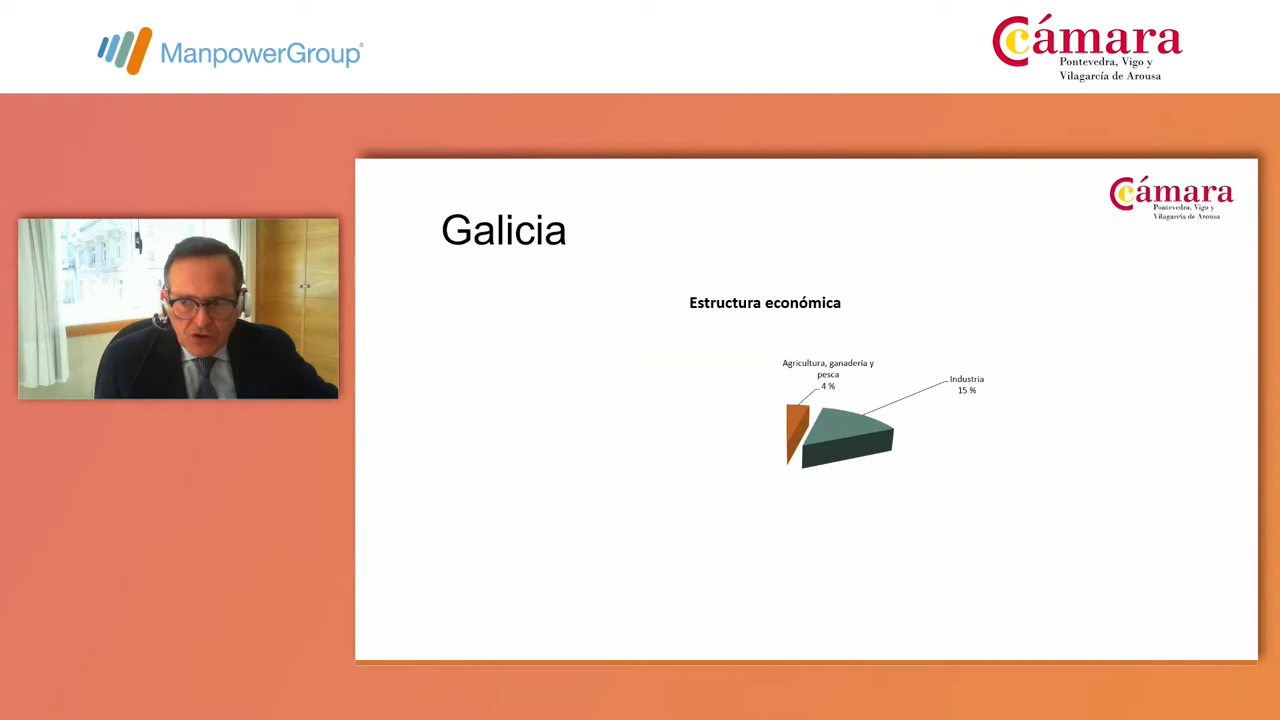 ManpowerGroup
Cámara
Pontevedra, Vigo y
Vilagarcía de Arousa
Cámara
Pontevedra, Vigo y
Vilagarcía de Arousa
Galicia
Estructura económica
Agricultura, ganadería y
pesca
4 %
Industria
15 %